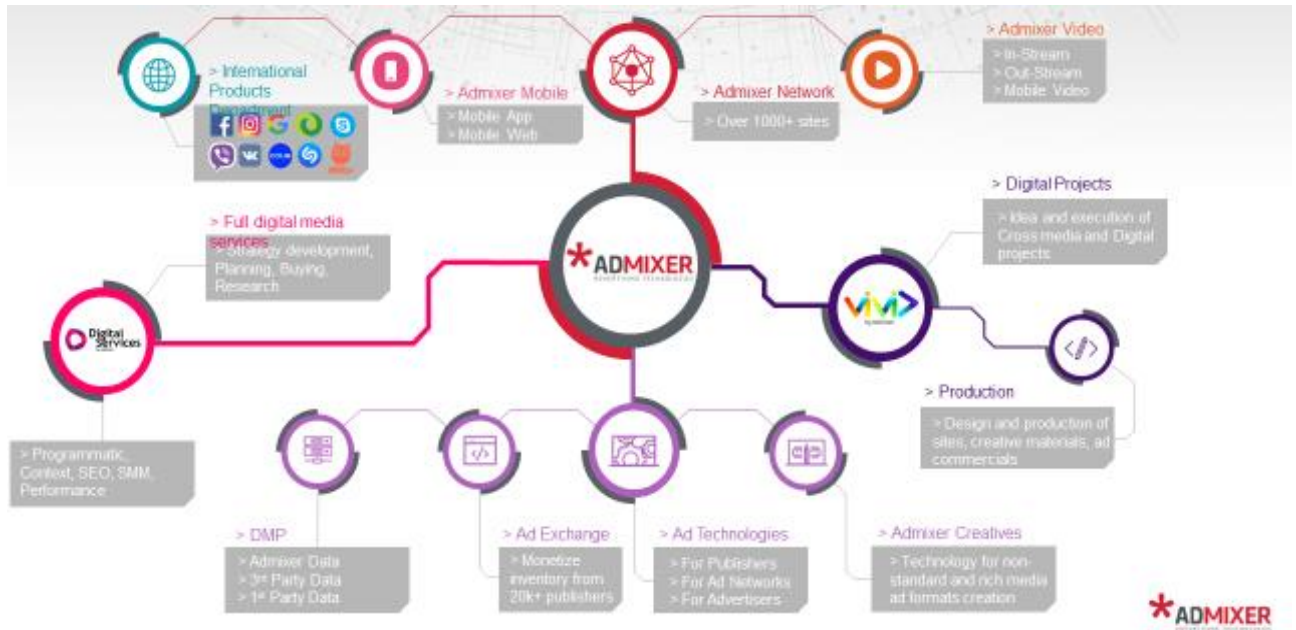 > International
Products
Department
> Admixer Mobile
> Mobile App
> Mobile Web
> Admixer Network
> Over 1000+ sites
> Admixer Video
> In-Stream
> Out-Stream
> Mobile Video
> Full digital media
services
> Strategy development,
Planning, Buying,
Research
ADMIXER
> Digital Projects
> Idea and execution of
Cross media and Digital
projects
Digital
Services
vivi
> Production
> Design and production of
sites, creative materials, ad
commercials
> Programmatic,
Context, SEO, SMM,
Performance
> DMP
> Admixer Data
> 3rd Party Data
> 1st Party Data
> Ad Exchange
> Monetize
inventory from
20k+ publishers
> Ad Technologies
> For Publishers
> For Ad Networks
> For Advertisers
> Admixer Creatives
> Technology for non-
standard and rich media
ad formats creation
ADMIXER